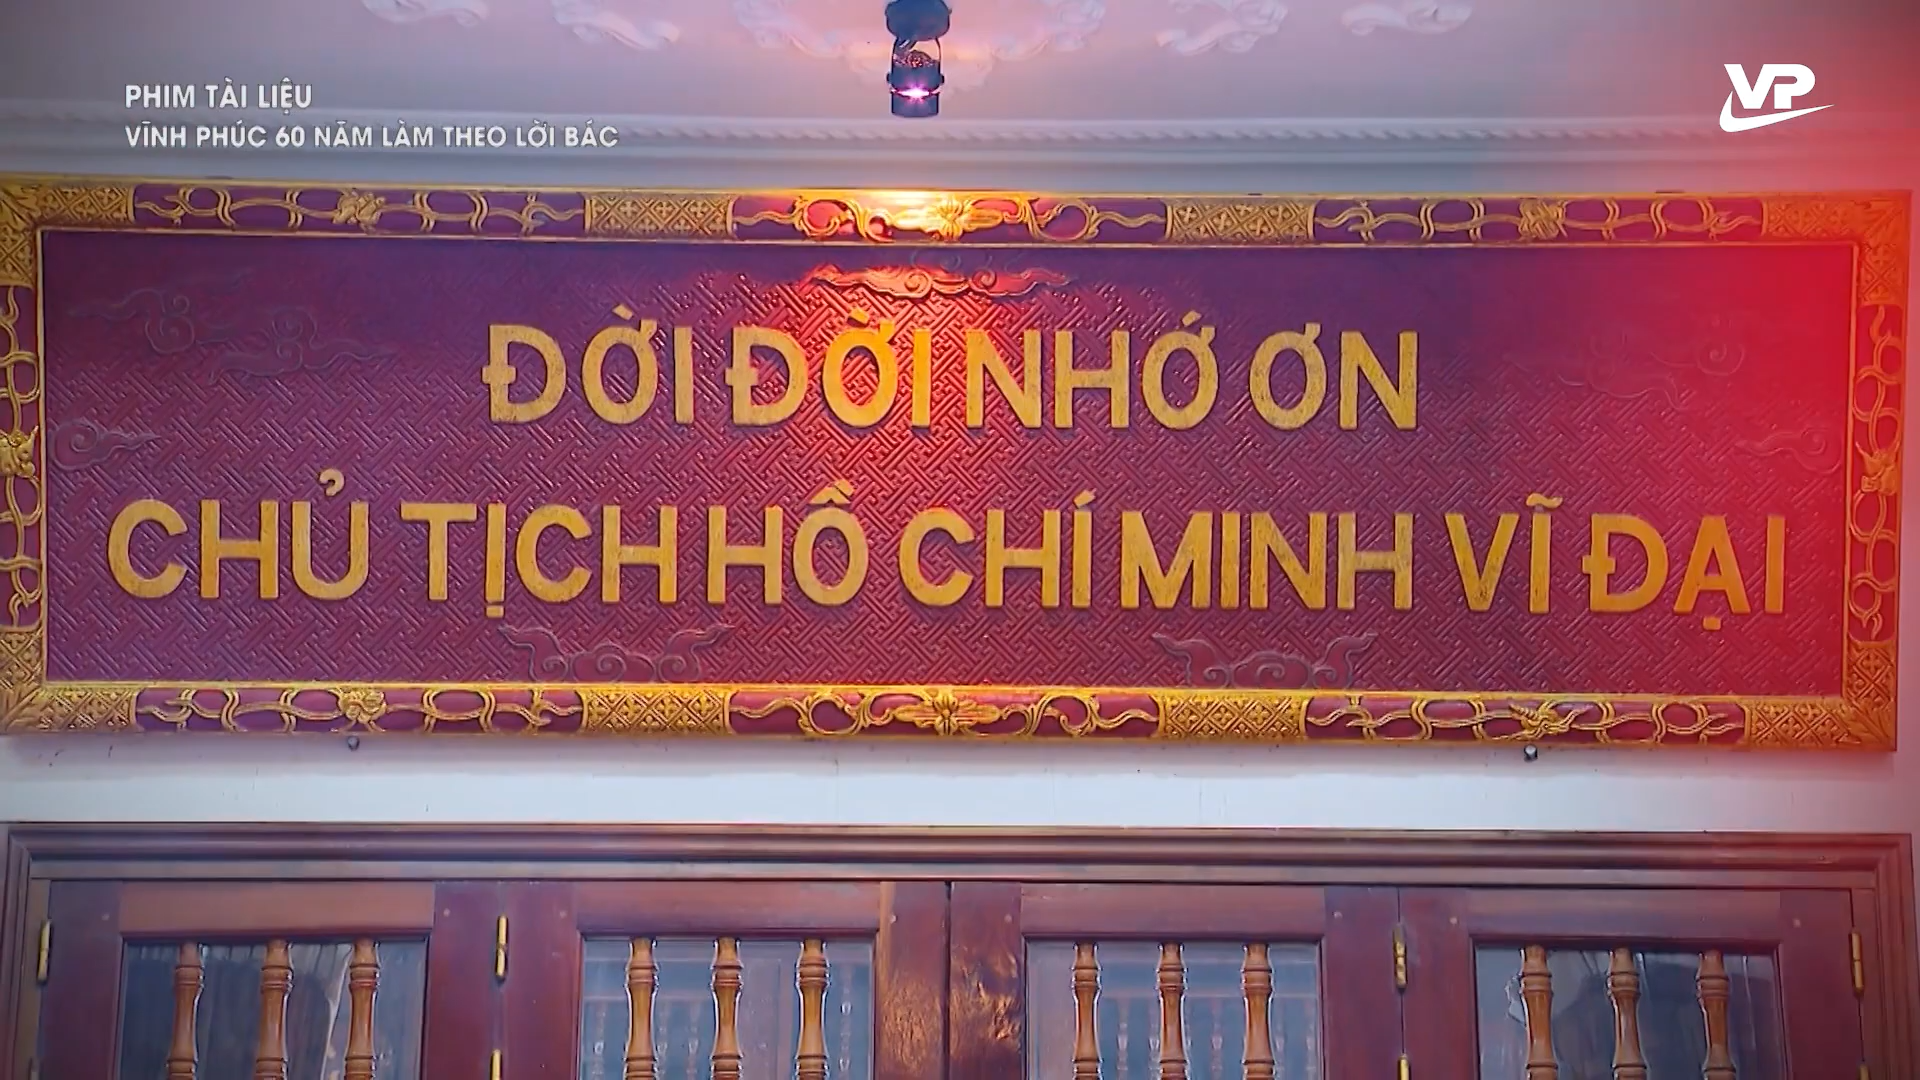 PHIM TÀI LIỆU
VĨNH PHÚC 60 NĂM LÀM THEO LỜI BÁC
VP
ĐỜI ĐỜI NHỚ ƠN
CHỦ TỊCH HỒ CHÍ MINH VĨ ĐẠI